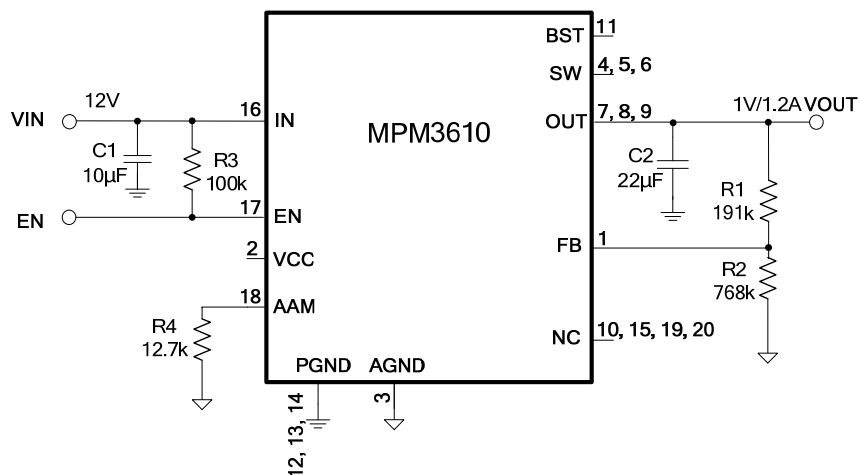 BST
11
SW
4, 5, 6
VIN
12V
16
IN
MPM3610
OUT
7, 8, 9
1V/1.2A VOUT
C1
10µF
R3
100k
C2
22µF
R1
191k
EN
17
EN
FB
1
2
VCC
R2
768k
18
AAM
R4
12.7k
NC
10, 15, 19, 20
PGND
AGND
12, 13, 14
3